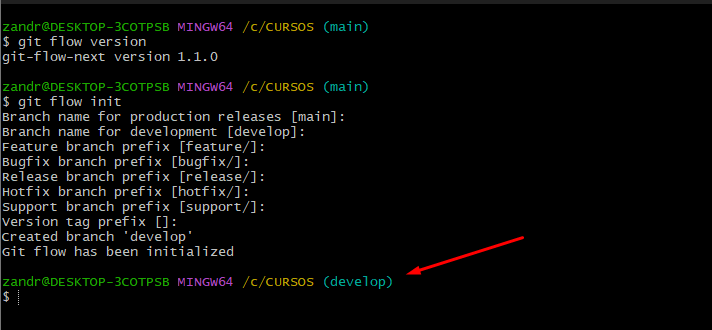 zandr@DESKTOP-3COTPSB MINGW64 /c/CURSOS (main)
$ git flow version
git-flow-next version 1.1.0
zandr@DESKTOP-3COTPSB MINGW64 /c/CURSOS (main)
$ git flow init
Branch name for production releases [main]:
Branch name for development [develop]:
Feature branch prefix [feature/]:
Bugfix branch prefix [bugfix/]:
Release branch prefix [release/]:
Hotfix branch prefix [hotfix/]:
Support branch prefix [support/]:
Version tag prefix []:
Created branch 'develop'
Git flow has been initialized
zandr@DESKTOP-3COTPSB MINGW64 /c/CURSOS (develop)
$